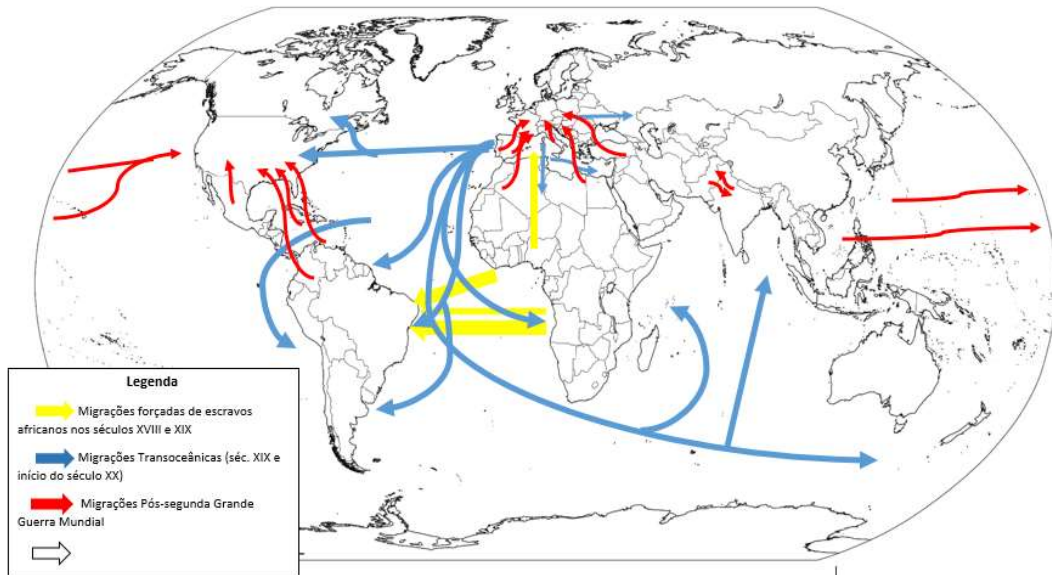 Legenda
Migrações forçadas de escravos
africanos nos séculos XVIII e XIX
Migrações Transoceânicas (séc. XIX e
início do século XX)
Migrações Pós-segunda Grande
Guerra Mundial